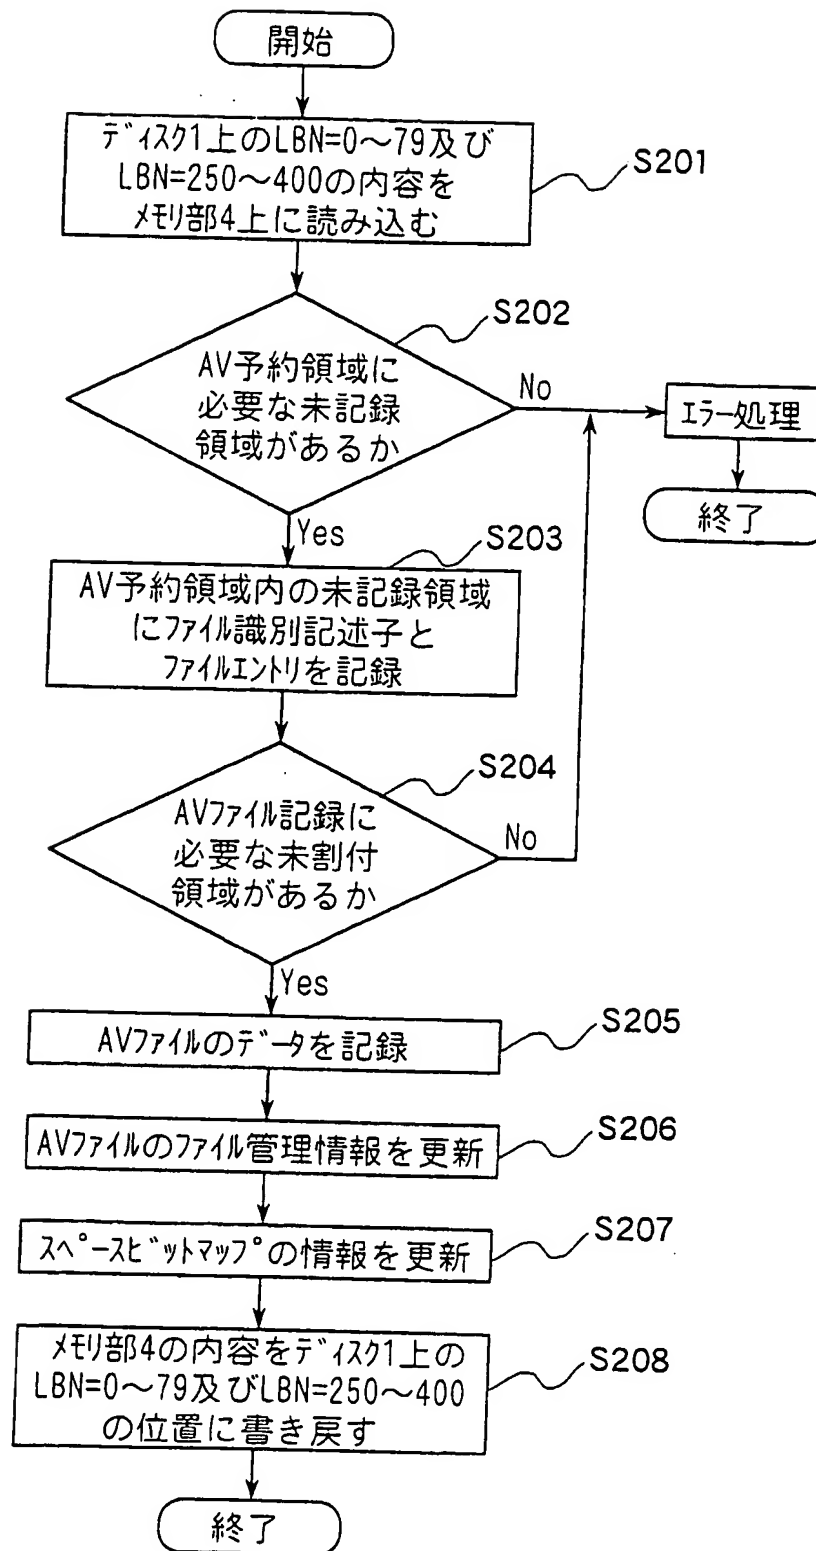 開始
ディスク1上のLBN=0〜79及び
LBN=250〜400の内容を
メモリ部4上に読み込む
S201
S202
AV予約領域に
必要な未記録
領域があるか
No
エラー処理
終了
Yes
S203
AV予約領域内の未記録領域
にファイル識別記述子と
ファイルエントリを記録
S204
AVファイル記録に
必要な未割付
領域があるか
No
Yes
AVファイルのデータを記録
S205
AVファイルのファイル管理情報を更新
S206
スペースビットマップの情報を更新
S207
メモリ部4の内容をディスク1上の
LBN=0〜79及びLBN=250〜400
の位置に書き戻す
S208
終了